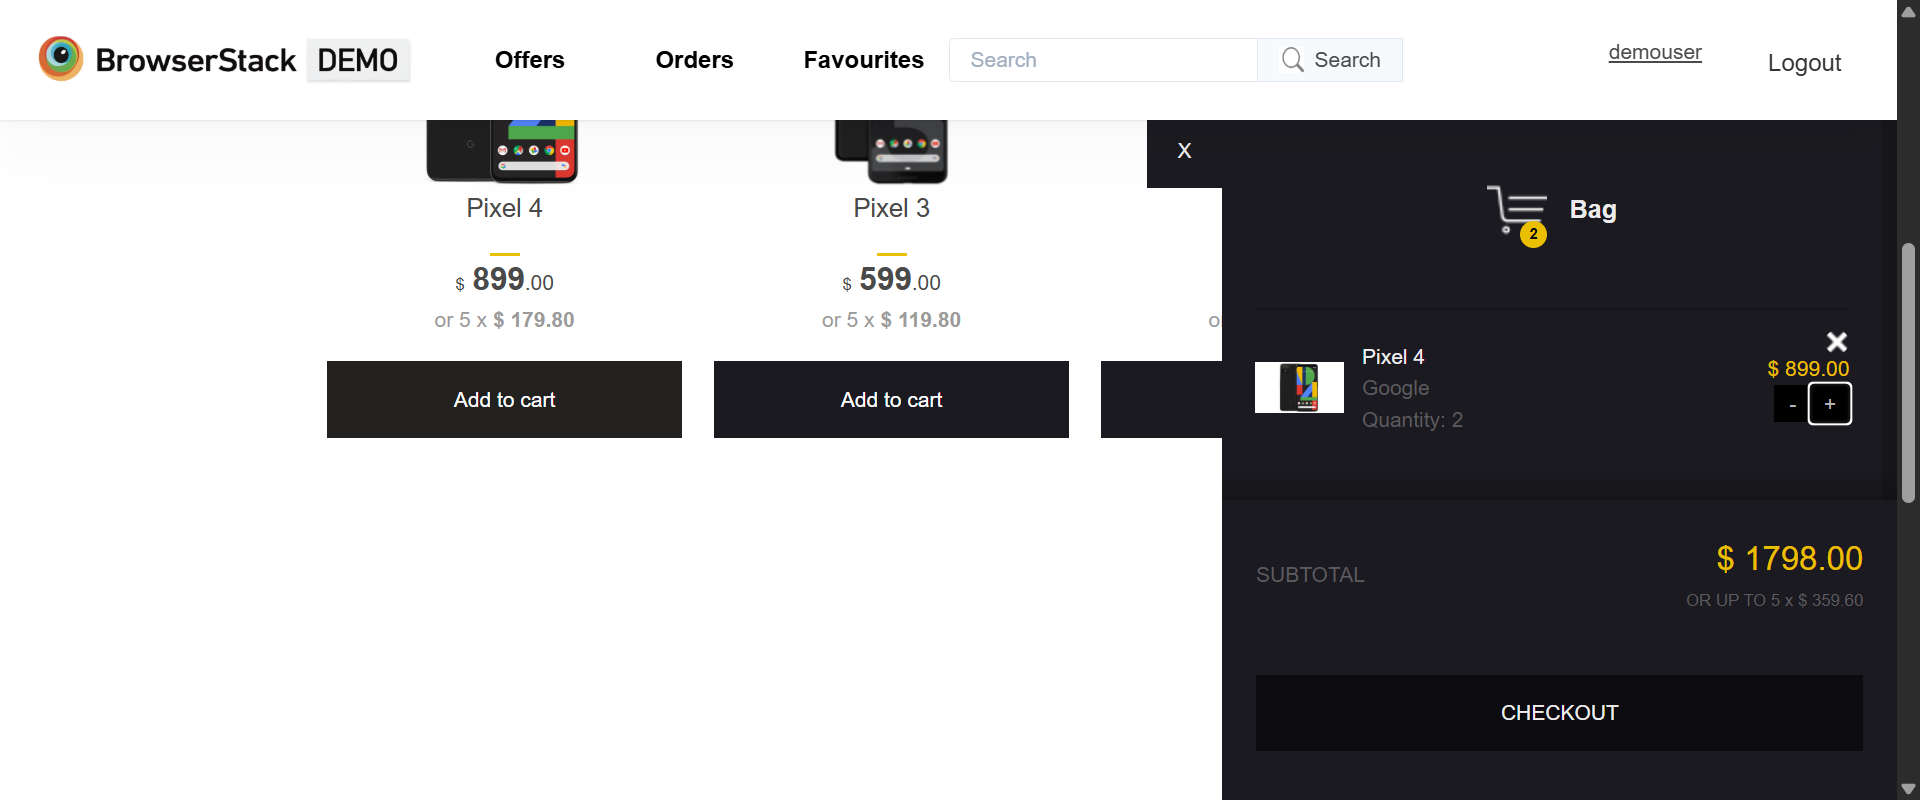 BrowserStack DEMO
Offers
Orders
Favourites
Search
Search
demouser
Logout
Pixel 4
$ 899.00
or 5 x $ 179.80
Add to cart
Pixel 3
$ 599.00
or 5 x $ 119.80
Add to cart
X
2
Bag
Pixel 4
Google
Quantity: 2
$ 899.00
- +
SUBTOTAL
$ 1798.00
OR UP TO 5 x $ 359.60
CHECKOUT